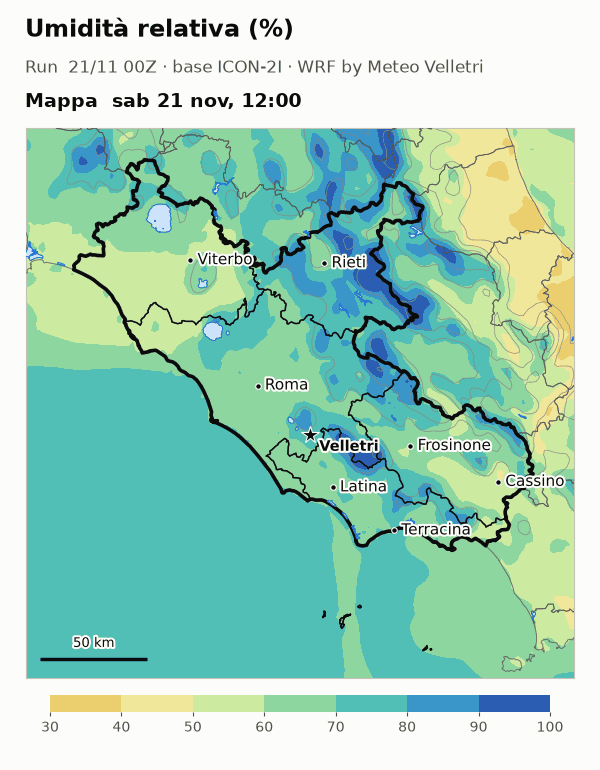 Umidità relativa (%)
Run 21/11 00Z · base ICON-2I · WRF by Meteo Velletri
Mappa sab 21 nov, 12:00
Viterbo
Rieti
Roma
Velletri
Frosinone
Cassino
Latina
Terracina
50 km
30 40 50 60 70 80 90 100